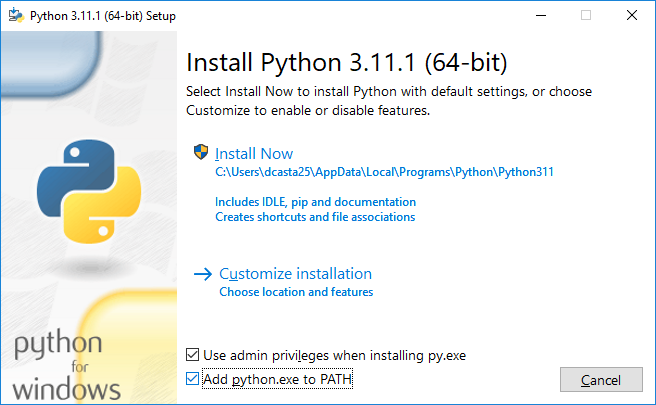 Python 3.11.1 (64-bit) Setup
Install Python 3.11.1 (64-bit)
Select Install Now to install Python with default settings, or choose
Customize to enable or disable features.
Install Now
C:\Users\dcasta25\AppData\Local\Programs\Python\Python311
Includes IDLE, pip and documentation
Creates shortcuts and file associations
Customize installation
Choose location and features
Use admin privileges when installing py.exe
Add python.exe to PATH
Cancel
python
for
windows